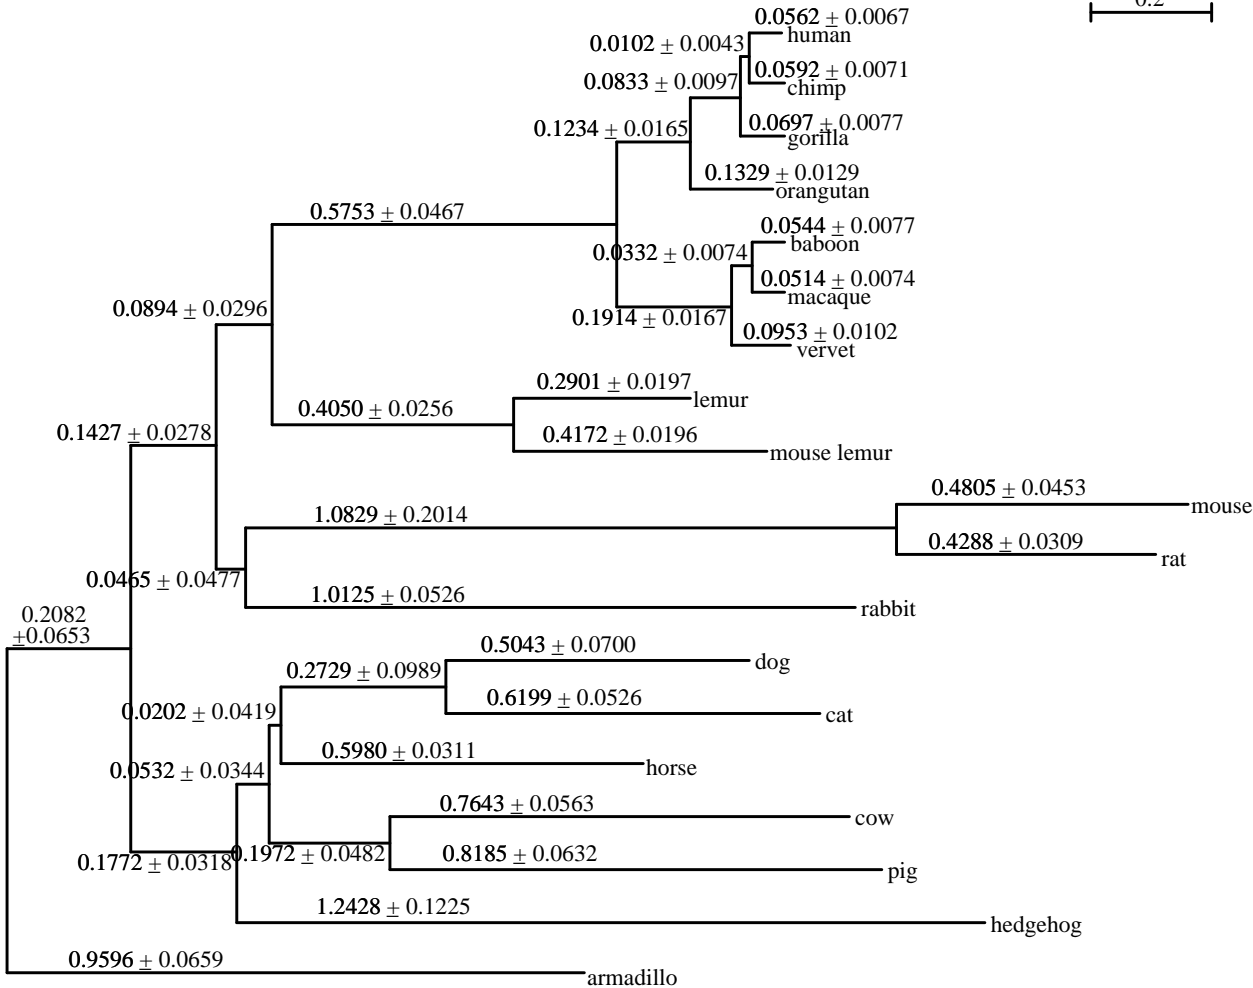 0.2
0.0562 ± 0.0067
human
0.0102 ± 0.0043
0.0592 ± 0.0071
chimp
0.0833 ± 0.0097
0.0697 ± 0.0077
gorilla
0.1234 ± 0.0165
0.1329 ± 0.0129
orangutan
0.5753 ± 0.0467
0.0544 ± 0.0077
baboon
0.0332 ± 0.0074
0.0514 ± 0.0074
macaque
0.0894 ± 0.0296
0.1914 ± 0.0167
0.0953 ± 0.0102
vervet
0.2901 ± 0.0197
lemur
0.4050 ± 0.0256
0.1427 ± 0.0278
0.4172 ± 0.0196
mouse lemur
0.4805 ± 0.0453
mouse
1.0829 ± 0.2014
0.4288 ± 0.0309
rat
0.0465 ± 0.0477
1.0125 ± 0.0526
rabbit
0.2082
±0.0653
0.5043 ± 0.0700
dog
0.2729 ± 0.0989
0.6199 ± 0.0526
cat
0.0202 ± 0.0419
0.5980 ± 0.0311
horse
0.0532 ± 0.0344
0.7643 ± 0.0563
cow
0.1772 ± 0.0318
0.1972 ± 0.0482
0.8185 ± 0.0632
pig
1.2428 ± 0.1225
hedgehog
0.9596 ± 0.0659
armadillo